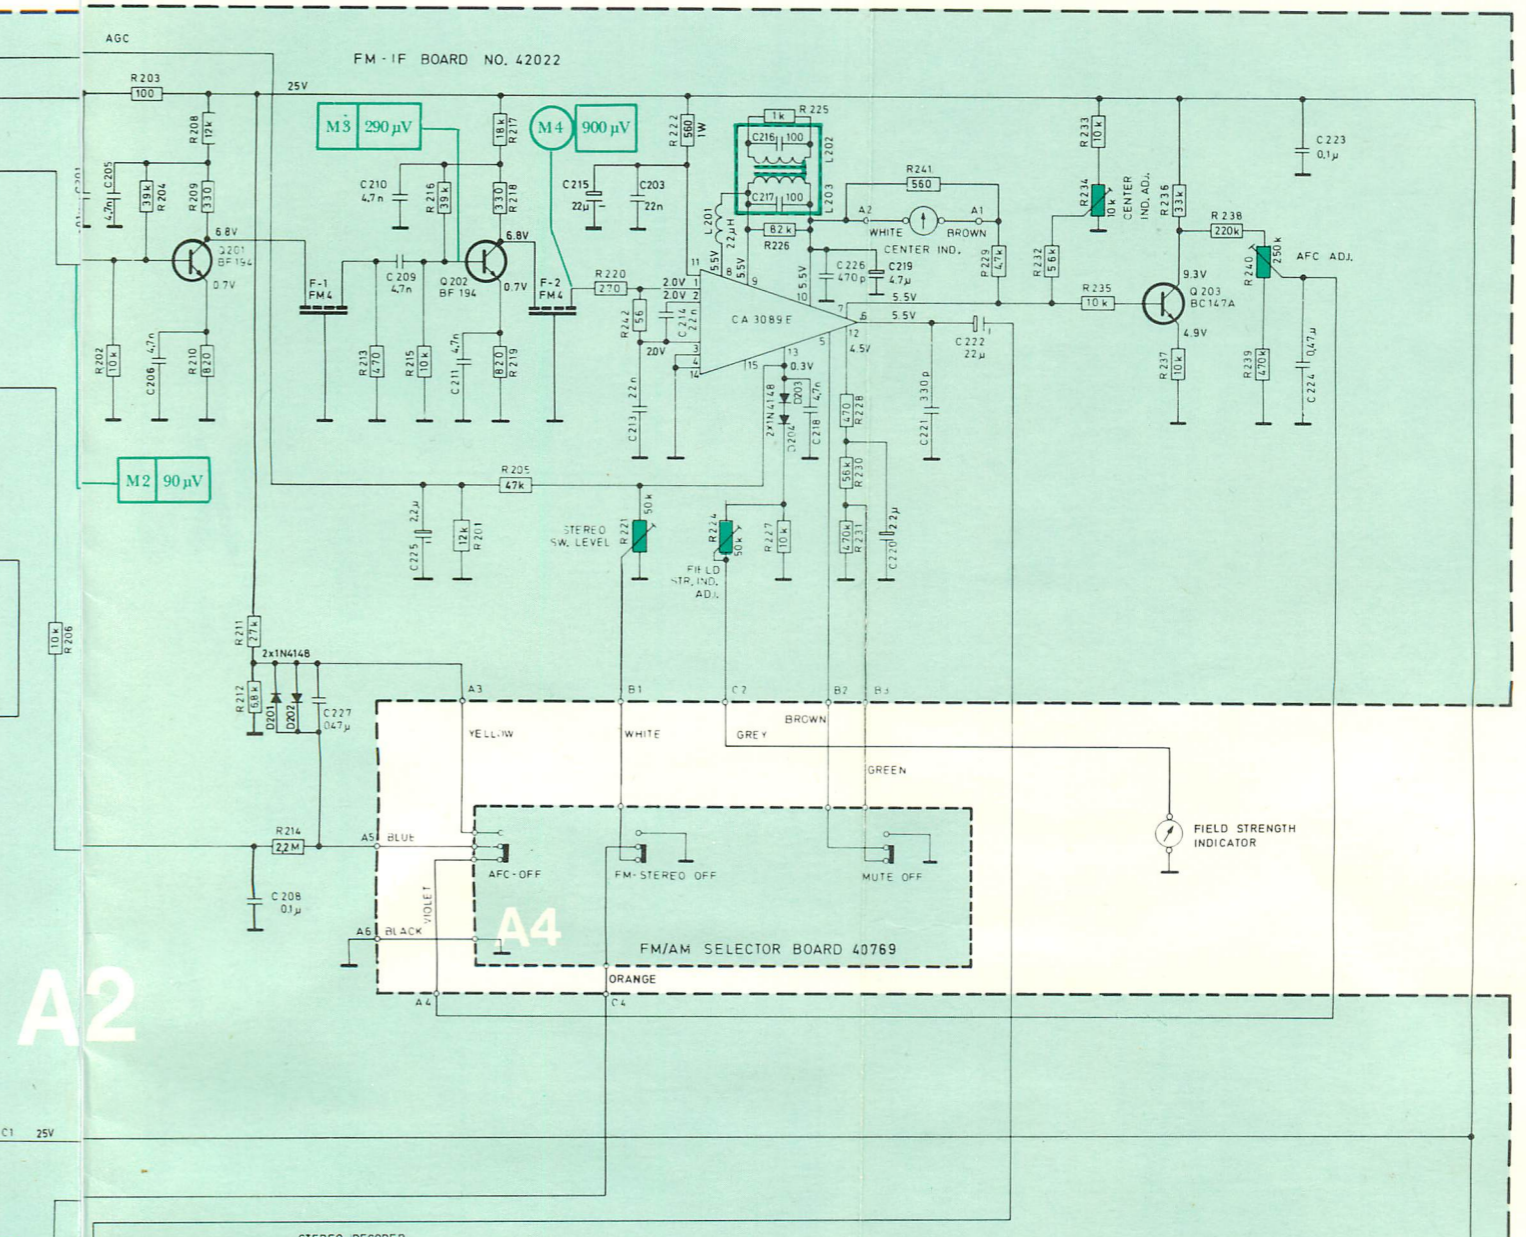 AGC
FM-IF BOARD NO. 42022
R203
100
25V
R208
12k
C201
C205
4,7n
39k
R204
R209
330
6.8V
Q201
BF 194
0.7V
R202
10k
4,7n
C206
R210
820
M2 90 µV
M3 290 µV
M4 900 µV
18k
R217
C210
4,7n
R216
39k
330
R218
6.8V
Q202
BF 194
0.7V
F-1
FM4
C209
4,7n
R213
470
R215
10k
4,7n
C211
820
R219
F-2
FM4
R220
270
R242
56
C214
22n
2.0V
2.0V
2.0V
C213
22n
C215
22µ
C203
22n
R222
560
1W
1k
R225
C216 100
L202
C217 100
L203
82k
R226
L201
22µH
5.5V
5.5V
5.5V
11
1
2
3
4
14
8
9
10
7
6
12
5
13
15
CA 3089E
0.3V
4.5V
5.5V
5.5V
R241
560
A2
WHITE
A1
BROWN
CENTER IND.
C226
470p
C219
4.7µ
R229
4,7k
R232
56k
R233
10k
R234
10k
CENTER
IND. ADJ.
R235
10k
R236
33k
R238
220k
R240
250k
AFC ADJ.
9.3V
Q203
BC147A
4.9V
R237
10k
R239
470k
C224
0,47µ
C223
0,1µ
C222
22µ
C221
330p
2x1N4148
D203
D204
C218
4,7n
470
R228
56k
R230
470k
R231
C220
2.2µ
R205
47k
C225
2,2µ
12k
R201
STEREO
SW. LEVEL
R221
50k
R224
50k
FIELD
STR. IND.
ADJ.
R227
10k
10k
R206
R211
27k
2x1N4148
R212
6,8k
D201
D202
C227
0,47µ
R214
2,2M
C208
0,1µ
A3
B1
C2
B2
B3
YELLOW
WHITE
GREY
BROWN
GREEN
A5
BLUE
VIOLET
A6
BLACK
AFC-OFF
FM-STEREO OFF
MUTE OFF
A4
FM/AM SELECTOR BOARD 40769
FIELD STRENGTH
INDICATOR
ORANGE
A4
C4
A2
C1 25V
STEREO DECODER